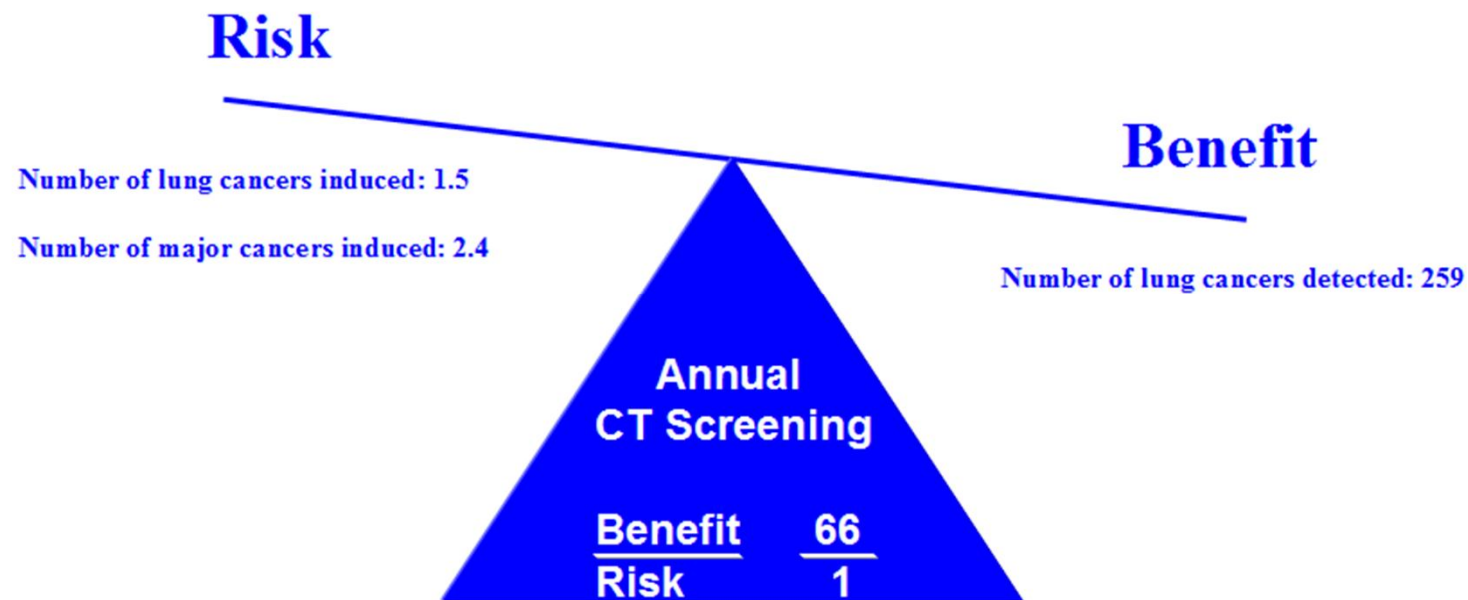 Risk
Benefit
Number of lung cancers induced: 1.5
Number of major cancers induced: 2.4
Number of lung cancers detected: 259
Annual
CT Screening
Benefit 66
Risk 1